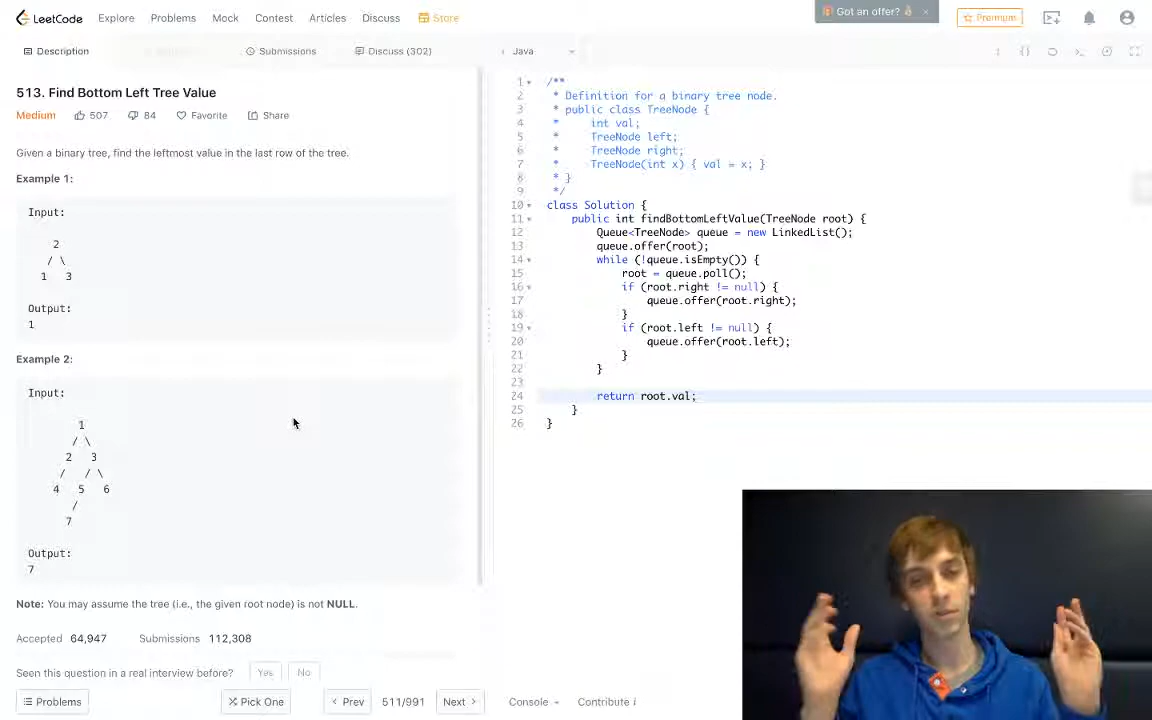 LeetCode Explore Problems Mock Contest Articles Discuss Store Got an offer? × Premium
Description Submissions Discuss (302) Java
513. Find Bottom Left Tree Value
Medium 507 84 Favorite Share
Given a binary tree, find the leftmost value in the last row of the tree.
Example 1:
Input:
2
/ \
1 3
Output:
1
Example 2:
Input:
1
/ \
2 3
/ / \
4 5 6
/
7
Output:
7
Note: You may assume the tree (i.e., the given root node) is not NULL.
Accepted 64,947 Submissions 112,308
Seen this question in a real interview before? Yes No
Problems Pick One Prev 511/991 Next Console Contribute i
1 /**
2 * Definition for a binary tree node.
3 * public class TreeNode {
4 * int val;
5 * TreeNode left;
6 * TreeNode right;
7 * TreeNode(int x) { val = x; }
8 * }
9 */
10 class Solution {
11 public int findBottomLeftValue(TreeNode root) {
12 Queue<TreeNode> queue = new LinkedList();
13 queue.offer(root);
14 while (!queue.isEmpty()) {
15 root = queue.poll();
16 if (root.right != null) {
17 queue.offer(root.right);
18 }
19 if (root.left != null) {
20 queue.offer(root.left);
21 }
22 }
23
24 return root.val;
25 }
26 }